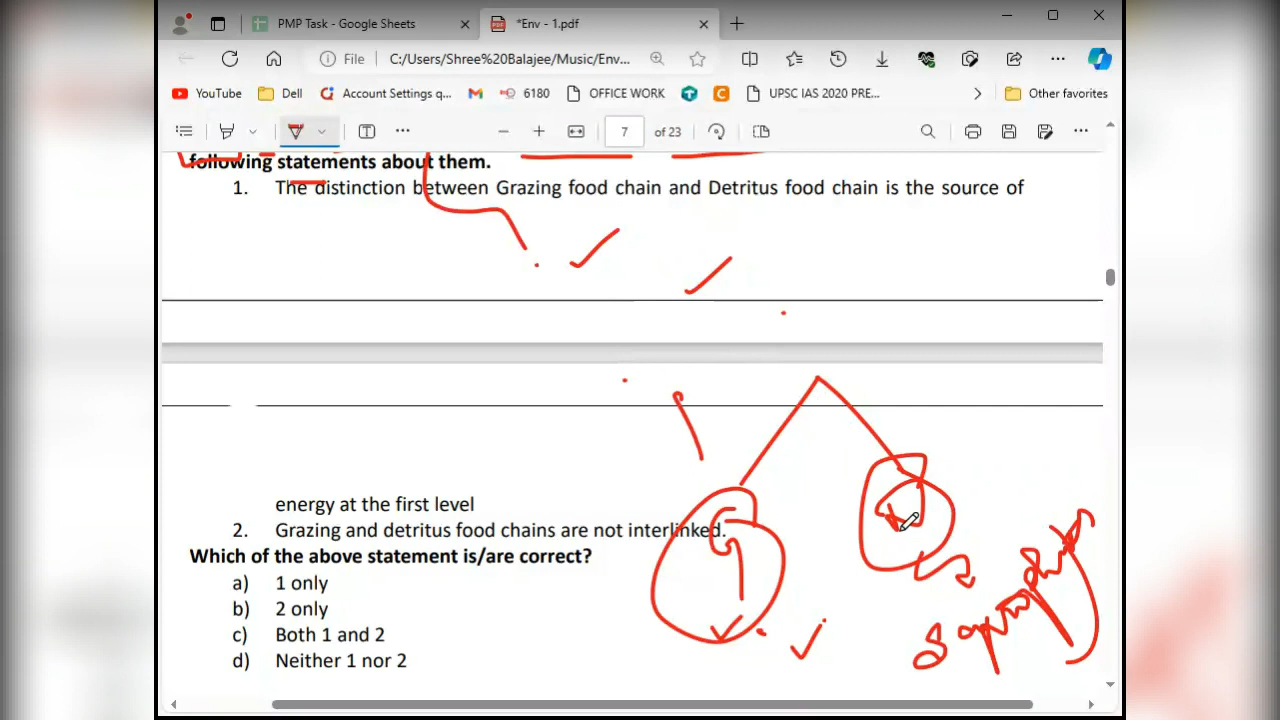 PMP Task - Google Sheets
*Env - 1.pdf
File
C:/Users/Shree%20Balajee/Music/Env...
YouTube
Dell
Account Settings q...
6180
OFFICE WORK
UPSC IAS 2020 PRE...
Other favorites
7 of 23
following statements about them.
1. The distinction between Grazing food chain and Detritus food chain is the source of
energy at the first level
2. Grazing and detritus food chains are not interlinked.
Which of the above statement is/are correct?
a) 1 only
b) 2 only
c) Both 1 and 2
d) Neither 1 nor 2